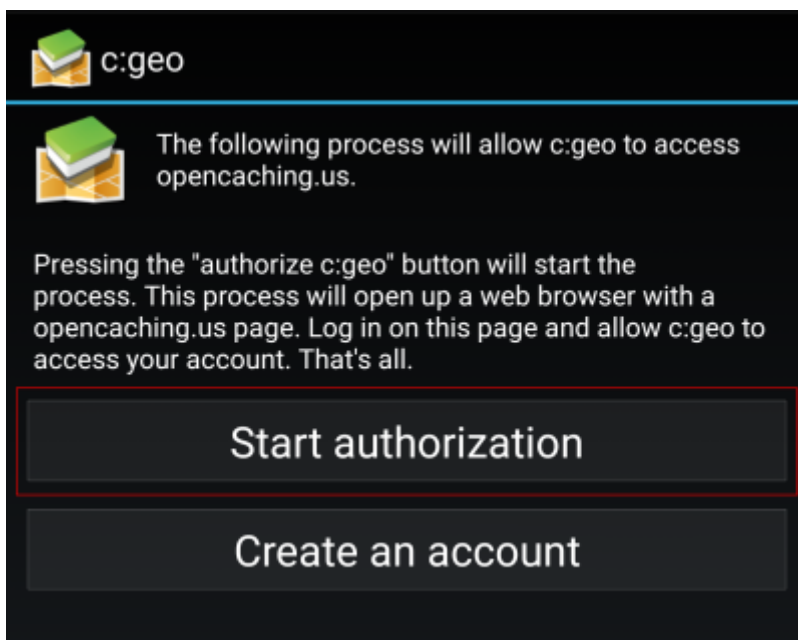 c:geo
The following process will allow c:geo to access
opencaching.us.
Pressing the "authorize c:geo" button will start the
process. This process will open up a web browser with a
opencaching.us page. Log in on this page and allow c:geo to
access your account. That's all.
Start authorization
Create an account